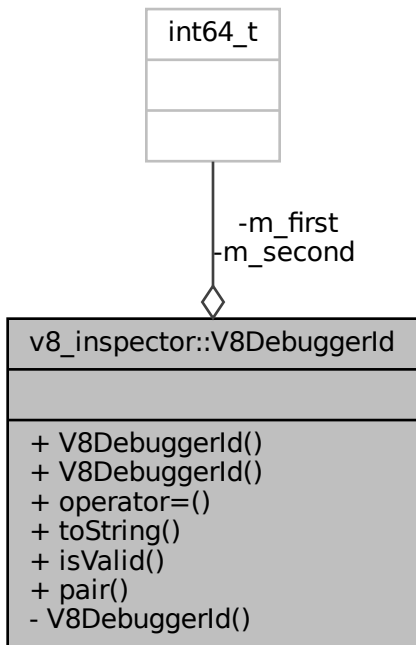 int64_t
-m_first
-m_second
v8_inspector::V8DebuggerId
+ V8DebuggerId()
+ V8DebuggerId()
+ operator=()
+ toString()
+ isValid()
+ pair()
- V8DebuggerId()